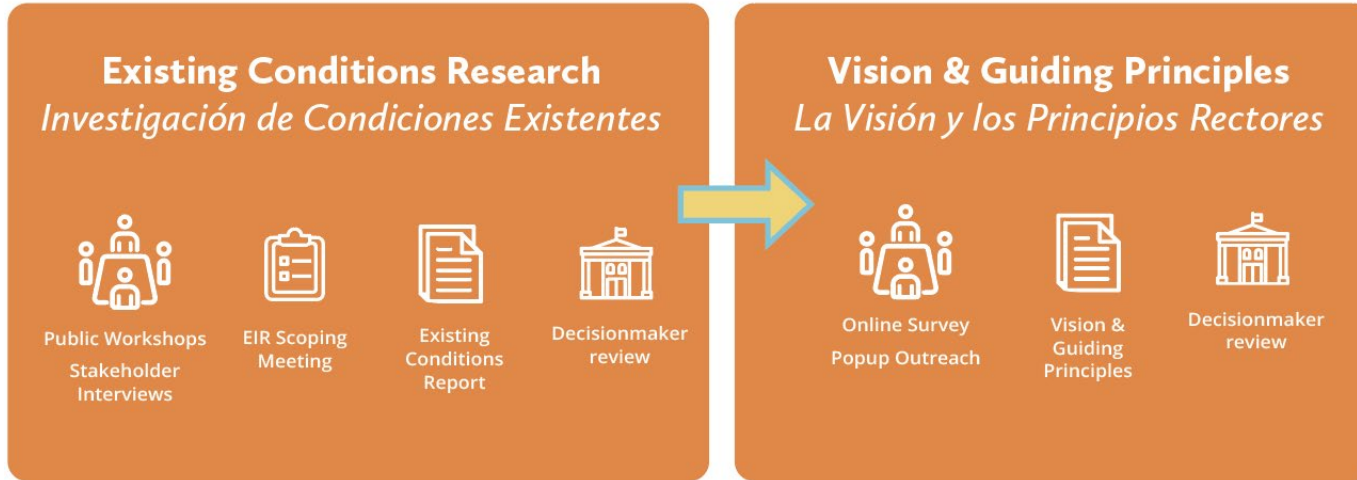 Existing Conditions Research
Investigación de Condiciones Existentes
Public Workshops
Stakeholder
Interviews
EIR Scoping
Meeting
Existing
Conditions
Report
Decisionmaker
review
Vision & Guiding Principles
La Visión y los Principios Rectores
Online Survey
Popup Outreach
Vision &
Guiding
Principles
Decisionmaker
review